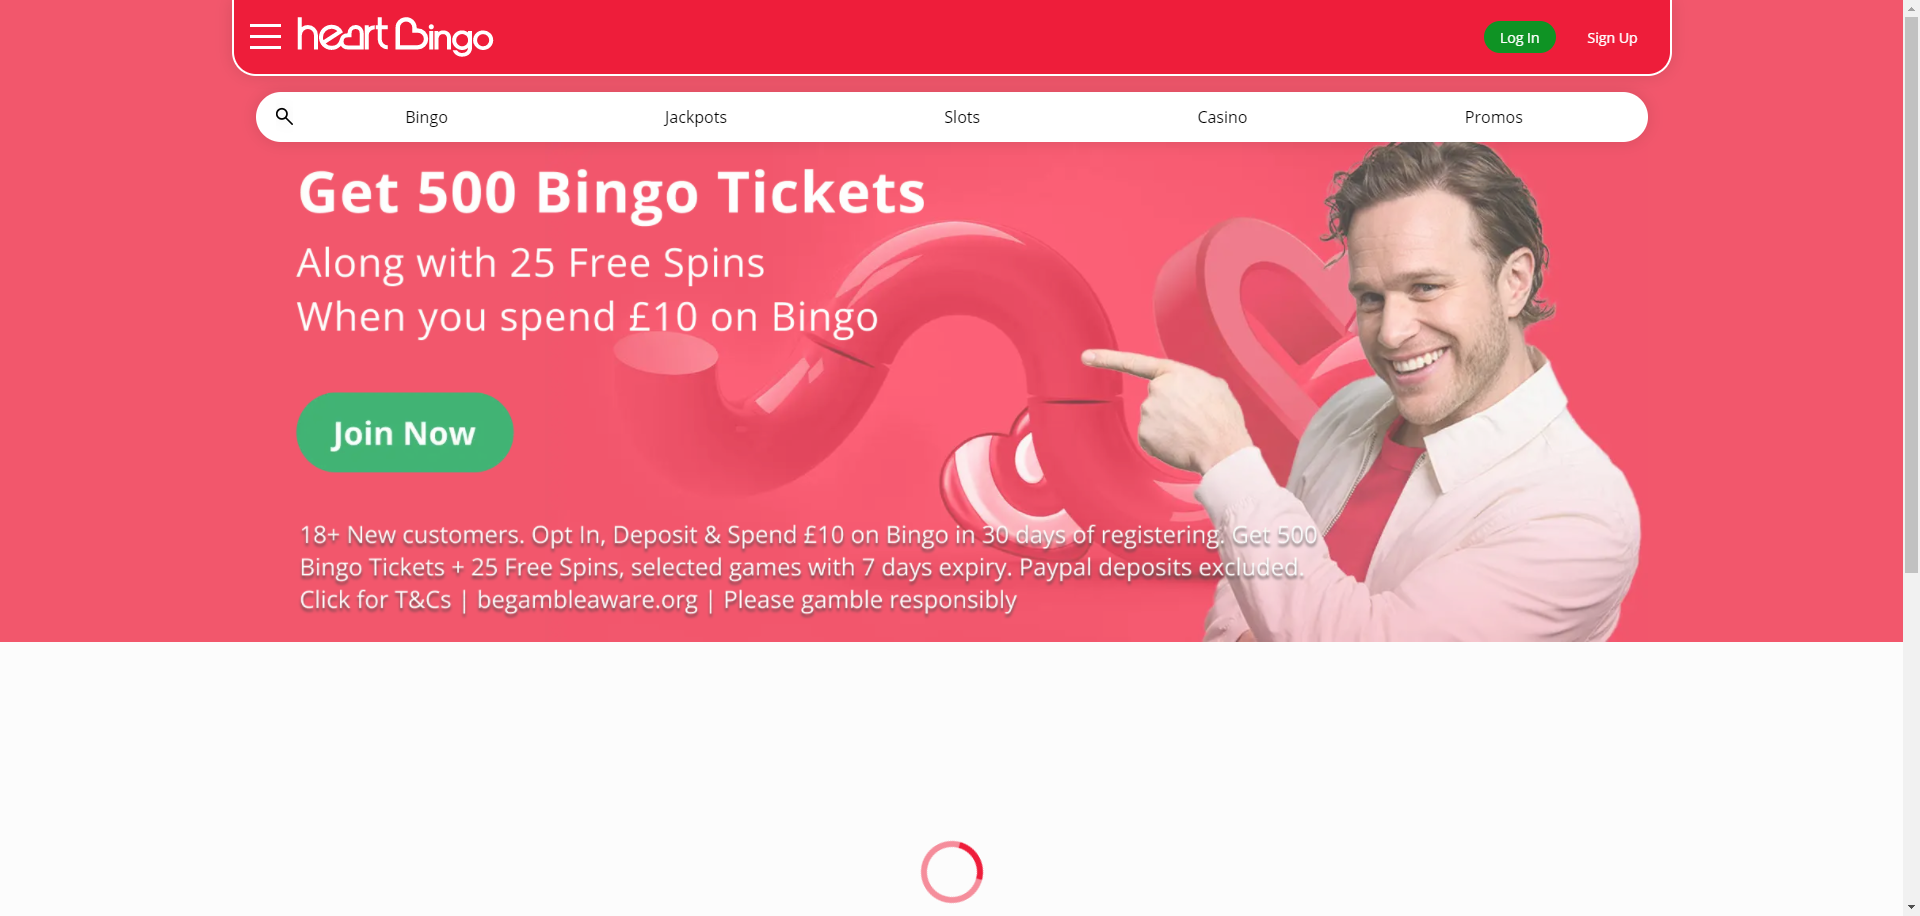 heart Bingo
Log In
Sign Up
Bingo
Jackpots
Slots
Casino
Promos
Get 500 Bingo Tickets
Along with 25 Free Spins
When you spend £10 on Bingo
Join Now
18+ New customers. Opt In, Deposit & Spend £10 on Bingo in 30 days of registering. Get 500
Bingo Tickets + 25 Free Spins, selected games with 7 days expiry. Paypal deposits excluded.
Click for T&Cs | begambleaware.org | Please gamble responsibly